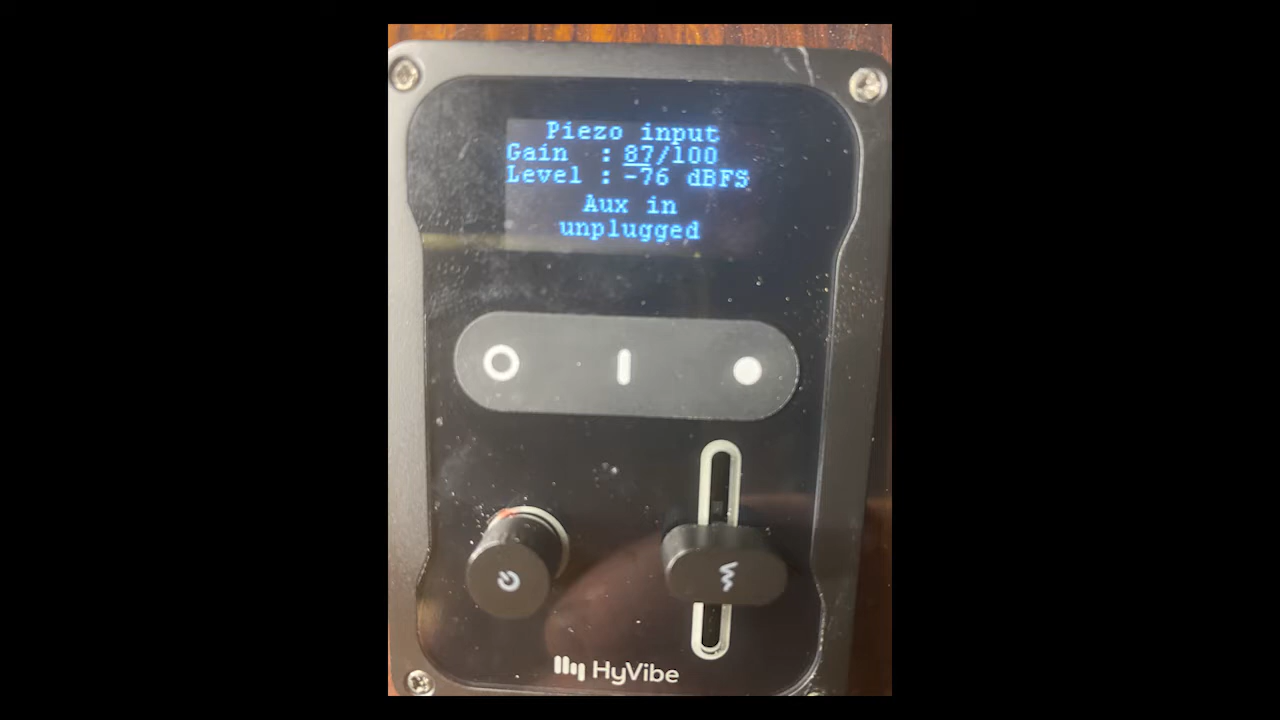 Piezo input
Gain : 87/100
Level : -76 dBFS
Aux in
unplugged
HyVibe